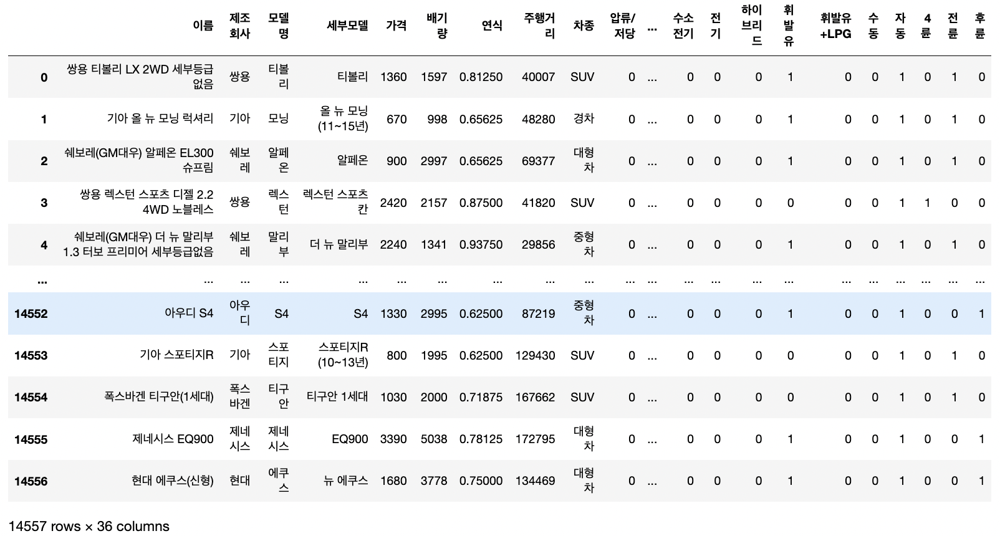 이름 제조회사 모델명 세부모델 가격 배기량 연식 주행거리 차종 압류/저당 ... 수소전기 전기 하이브리드 휘발유 휘발유+LPG 수동 자동 4륜 전륜 후륜
0 쌍용 티볼리 LX 2WD 세부등급없음 쌍용 티볼리 티볼리 1360 1597 0.81250 40007 SUV 0 ... 0 0 0 1 0 0 1 0 1 0
1 기아 올 뉴 모닝 럭셔리 기아 모닝 올 뉴 모닝(11~15년) 670 998 0.65625 48280 경차 0 ... 0 0 0 1 0 0 1 0 1 0
2 쉐보레(GM대우) 알페온 EL300 슈프림 쉐보레 알페온 알페온 900 2997 0.65625 69377 대형차 0 ... 0 0 0 1 0 0 1 0 1 0
3 쌍용 렉스턴 스포츠 디젤 2.2 4WD 노블레스 쌍용 렉스턴 렉스턴 스포츠 칸 2420 2157 0.87500 41820 SUV 0 ... 0 0 0 0 0 0 1 1 0 0
4 쉐보레(GM대우) 더 뉴 말리부 1.3 터보 프리미어 세부등급없음 쉐보레 말리부 더 뉴 말리부 2240 1341 0.93750 29856 중형차 0 ... 0 0 0 1 0 0 1 0 1 0
... ... ... ... ... ... ... ... ... ... ... ... ... ... ... ... ... ... ... ... ... ...
14552 아우디 S4 아우디 S4 S4 1330 2995 0.62500 87219 중형차 0 ... 0 0 0 1 0 0 1 0 0 1
14553 기아 스포티지R 기아 스포티지 스포티지R(10~13년) 800 1995 0.62500 129430 SUV 0 ... 0 0 0 0 0 0 1 0 1 0
14554 폭스바겐 티구안(1세대) 폭스바겐 티구안 티구안 1세대 1030 2000 0.71875 167662 SUV 0 ... 0 0 0 0 0 0 1 0 1 0
14555 제네시스 EQ900 제네시스 제네시스 EQ900 3390 5038 0.78125 172795 대형차 0 ... 0 0 0 1 0 0 1 0 0 1
14556 현대 에쿠스(신형) 현대 에쿠스 뉴 에쿠스 1680 3778 0.75000 134469 대형차 0 ... 0 0 0 1 0 0 1 0 0 1
14557 rows × 36 columns